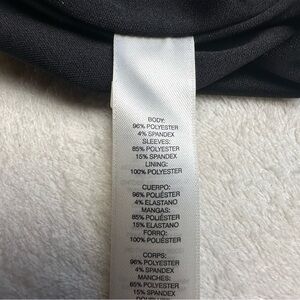 BODY:
96% POLYESTER
4% SPANDEX
SLEEVES:
85% POLYESTER
15% SPANDEX
LINING:
100% POLYESTER
CUERPO:
96% POLIÉSTER
4% ELASTANO
MANGAS:
85% POLIÉSTER
15% ELASTANO
FORRO:
100% POLIÉSTER
CORPS:
96% POLYESTER
4% SPANDEX
MANCHES:
85% POLYESTER
15% SPANDEX